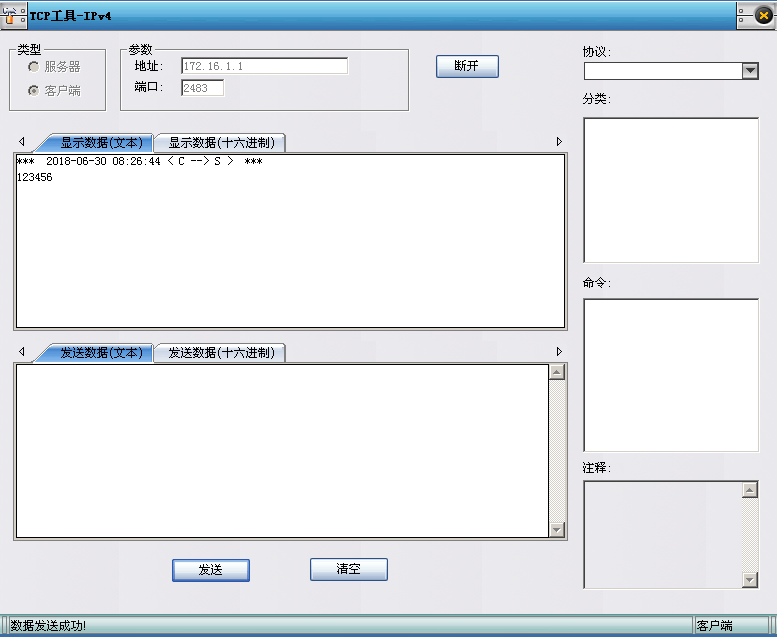 TCP工具-IPv4
类型
服务器
客户端
参数
地址: 172.16.1.1
端口: 2483
断开
协议:
分类:
显示数据(文本) 显示数据(十六进制)
*** 2018-06-30 08:26:44 < C --> S > ***
123456
命令:
发送数据(文本) 发送数据(十六进制)
注释:
发送 清空
数据发送成功! 客户端